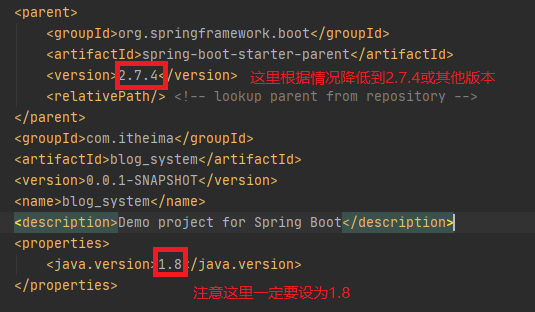 <parent>
<groupId>org.springframework.boot</groupId>
<artifactId>spring-boot-starter-parent</artifactId>
<version>2.7.4</version> 这里根据情况降低到2.7.4或其他版本
<relativePath/> <!-- lookup parent from repository -->
</parent>
<groupId>com.itheima</groupId>
<artifactId>blog_system</artifactId>
<version>0.0.1-SNAPSHOT</version>
<name>blog_system</name>
<description>Demo project for Spring Boot</description>
<properties>
<java.version>1.8</java.version>
</properties>
注意这里一定要设为1.8